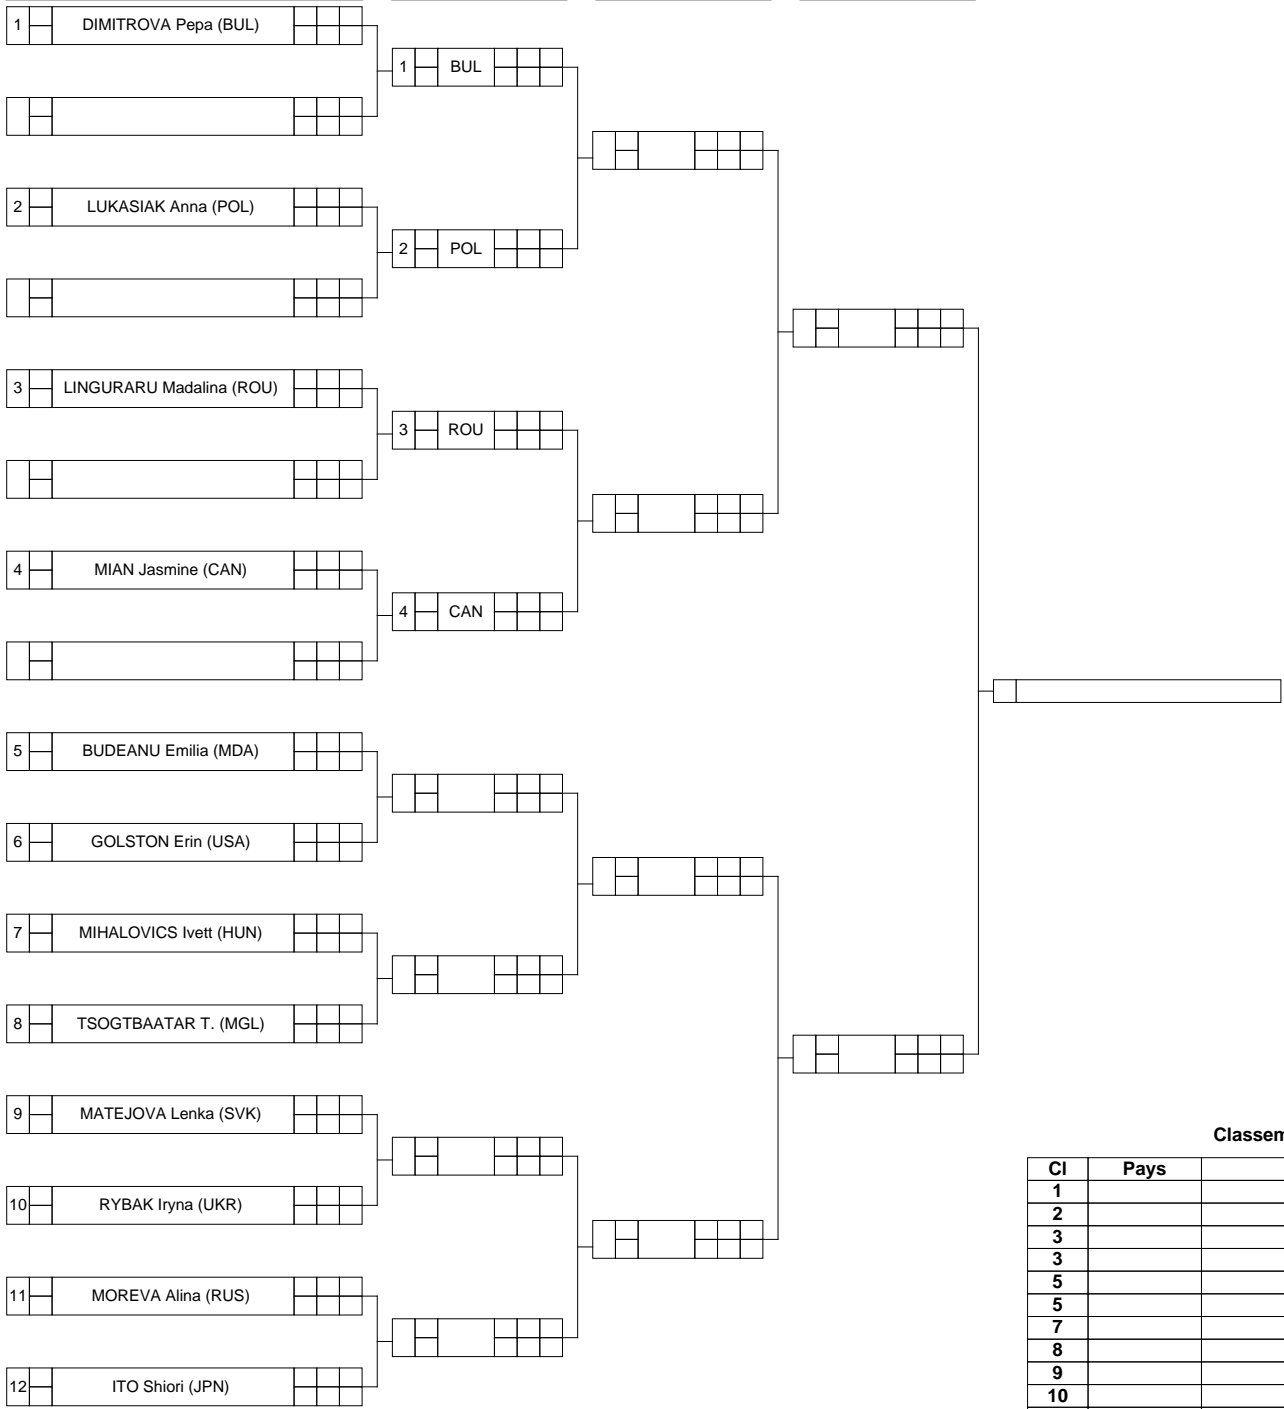 1 DIMITROVA Pepa (BUL)
1 BUL
2 LUKASIAK Anna (POL)
2 POL
3 LINGURARU Madalina (ROU)
3 ROU
4 MIAN Jasmine (CAN)
4 CAN
5 BUDEANU Emilia (MDA)
6 GOLSTON Erin (USA)
7 MIHALOVICS Ivett (HUN)
8 TSOGTBAATAR T. (MGL)
9 MATEJOVA Lenka (SVK)
10 RYBAK Iryna (UKR)
11 MOREVA Alina (RUS)
12 ITO Shiori (JPN)
Classem
Cl Pays
1
2
3
3
5
5
7
8
9
10